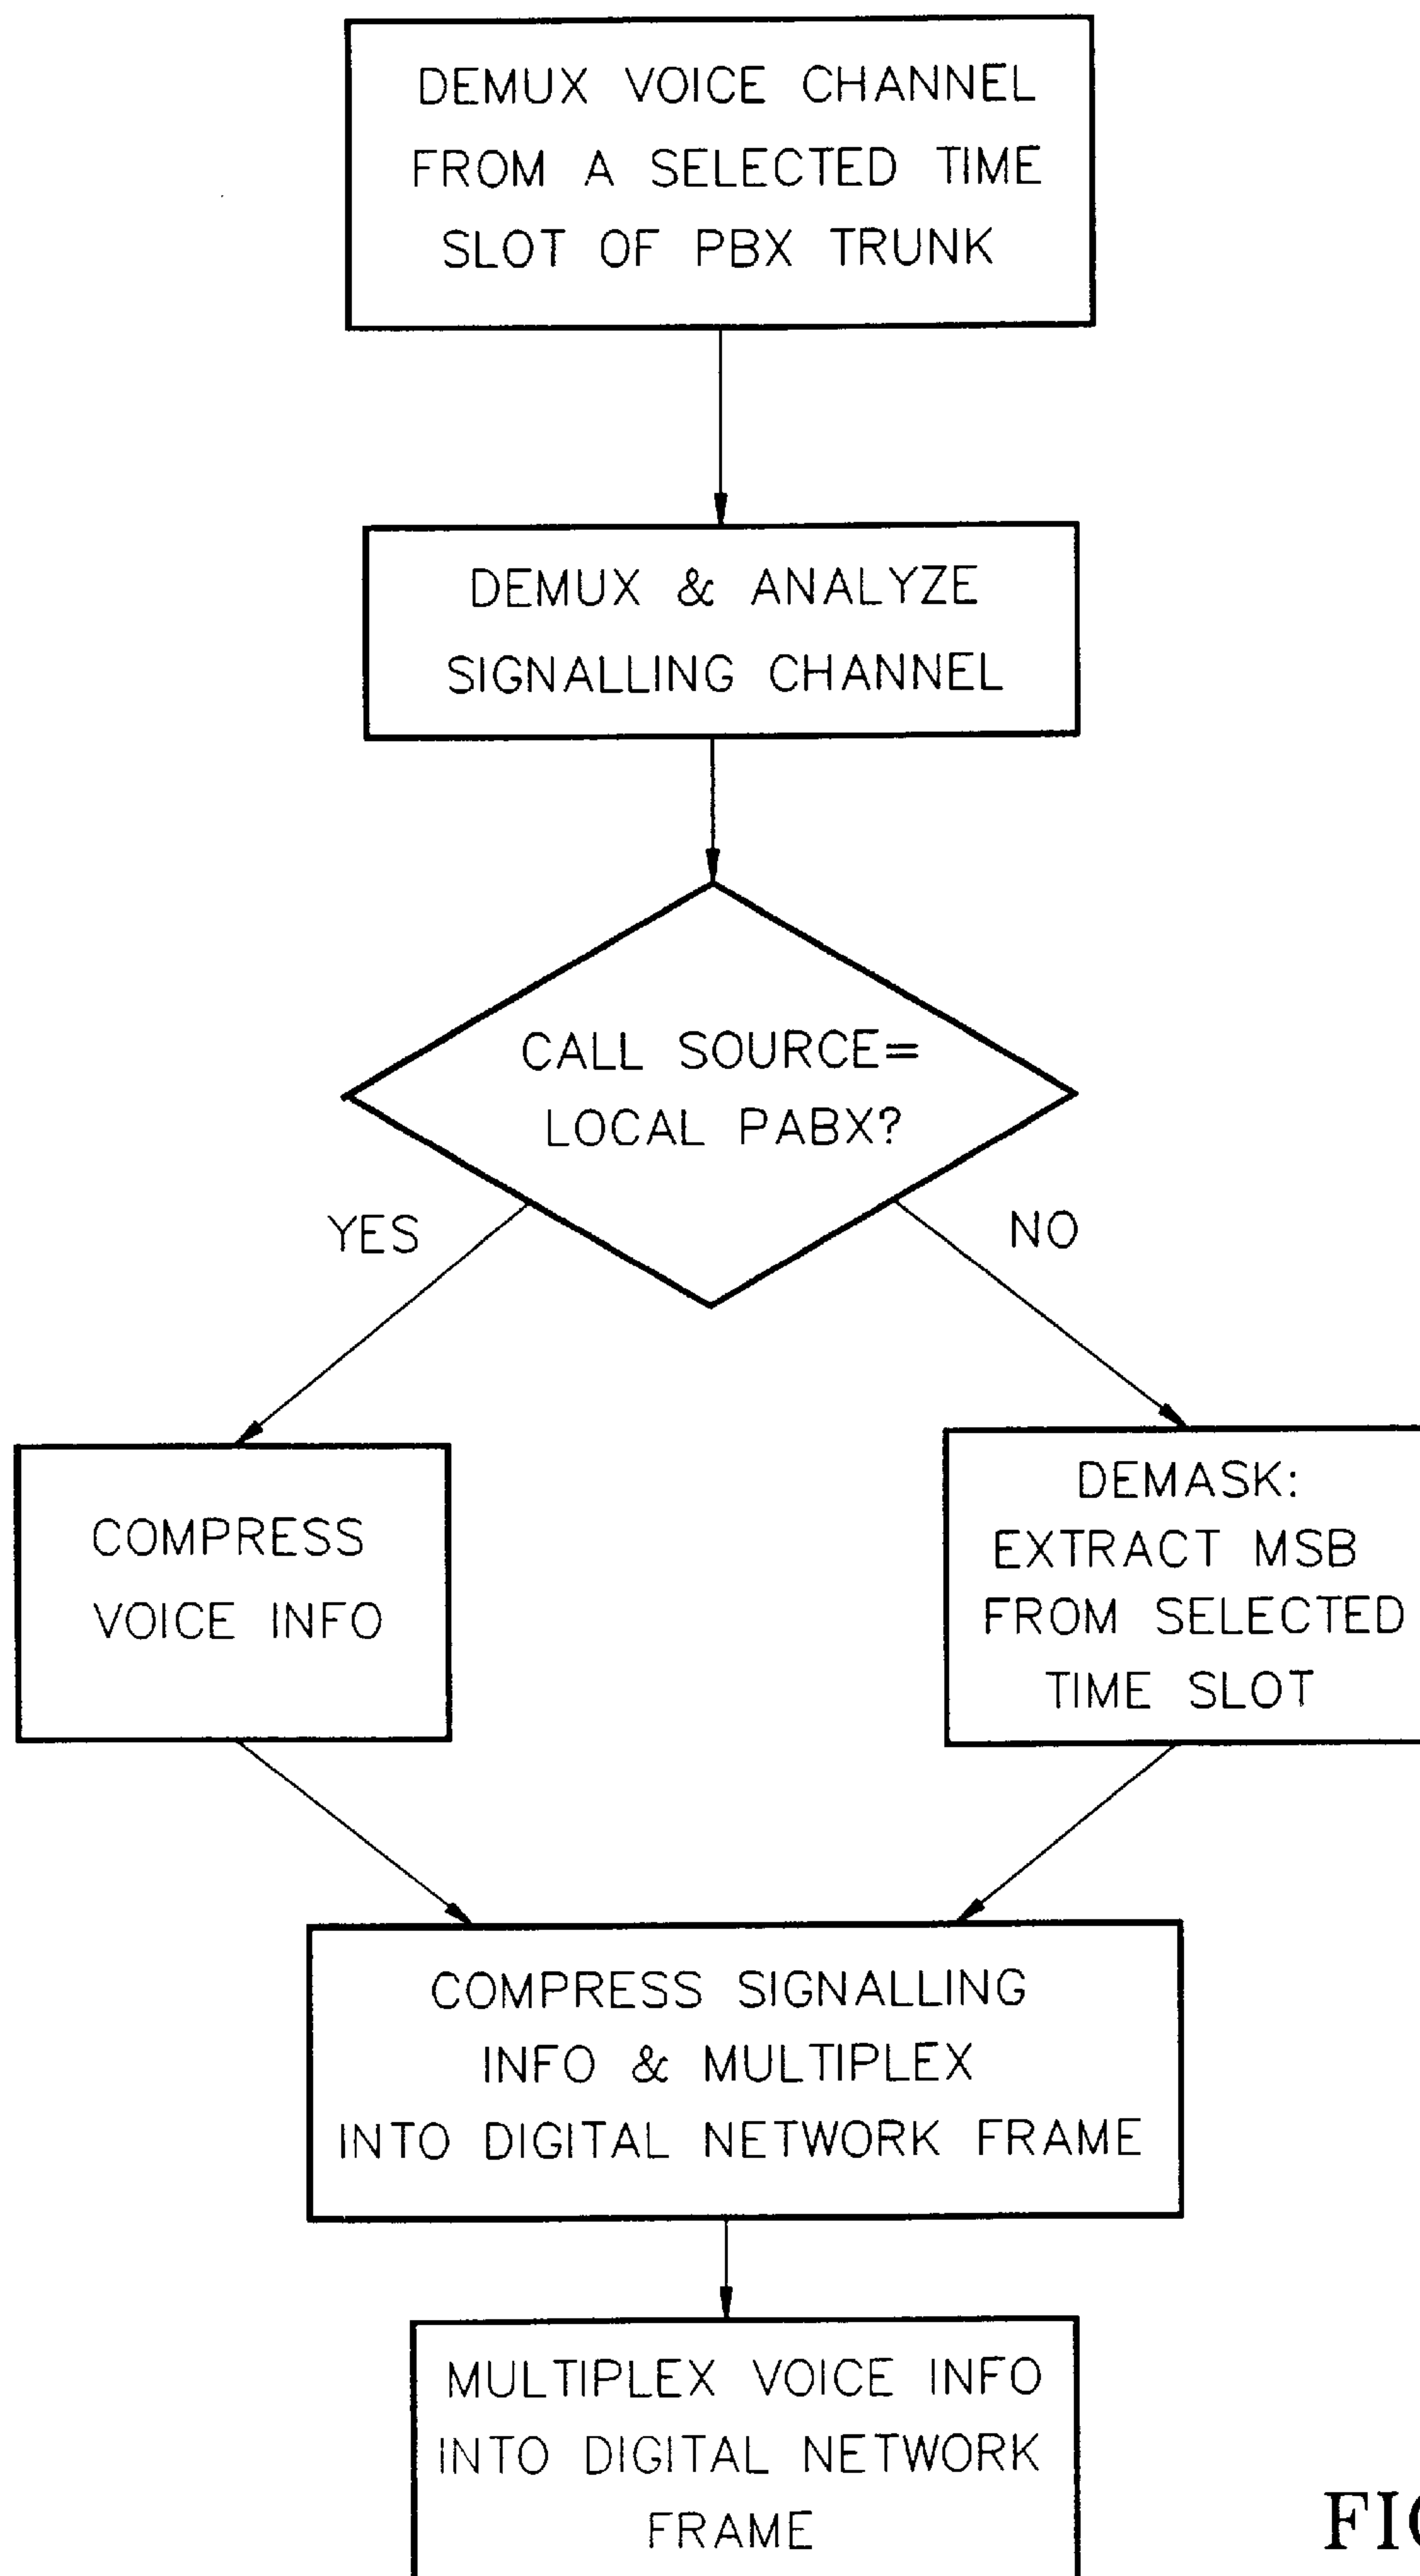 DEMUX VOICE CHANNEL
FROM A SELECTED TIME
SLOT OF PBX TRUNK
DEMUX & ANALYZE
SIGNALLING CHANNEL
CALL SOURCE=
LOCAL PABX?
YES
NO
COMPRESS
VOICE INFO
DEMASK:
EXTRACT MSB
FROM SELECTED
TIME SLOT
COMPRESS SIGNALLING
INFO & MULTIPLEX
INTO DIGITAL NETWORK FRAME
MULTIPLEX VOICE INFO
INTO DIGITAL NETWORK
FRAME